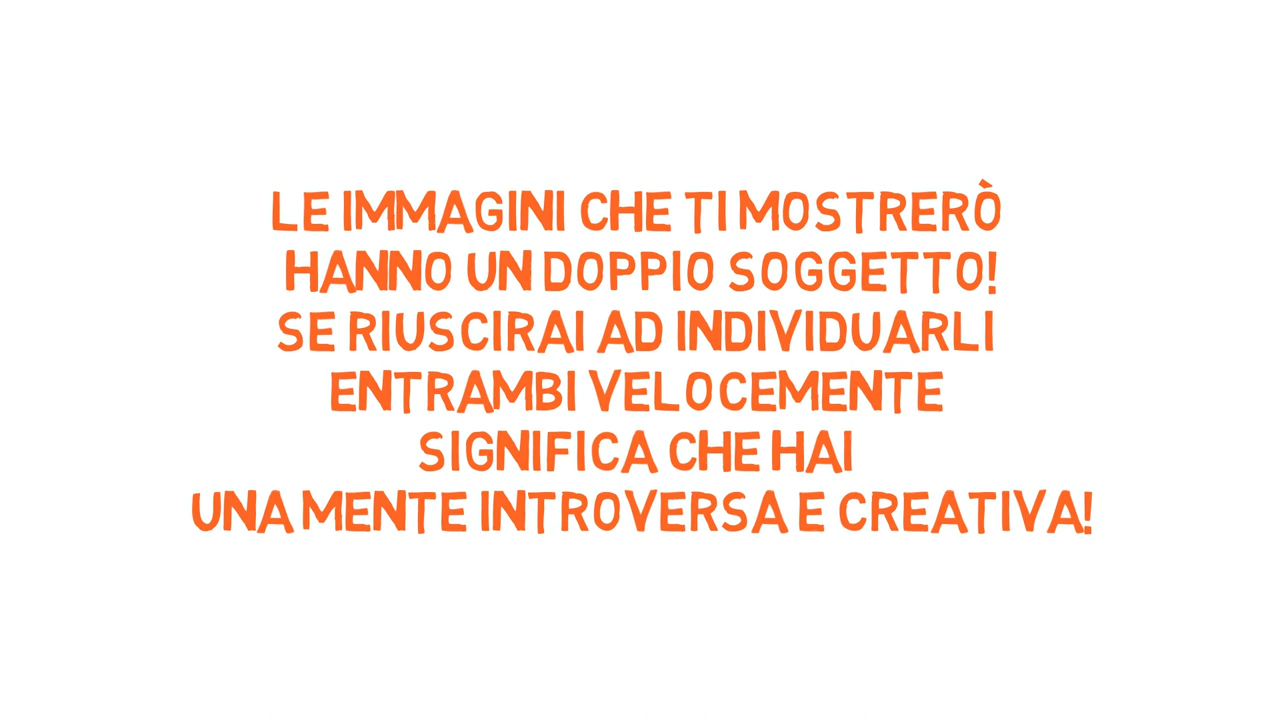 LE IMMAGINI CHE TI MOSTRERÒ
HANNO UN DOPPIO SOGGETTO!
SE RIUSCIRAI AD INDIVIDUARLI
ENTRAMBI VELOCEMENTE
SIGNIFICA CHE HAI
UNA MENTE INTROVERSA E CREATIVA!